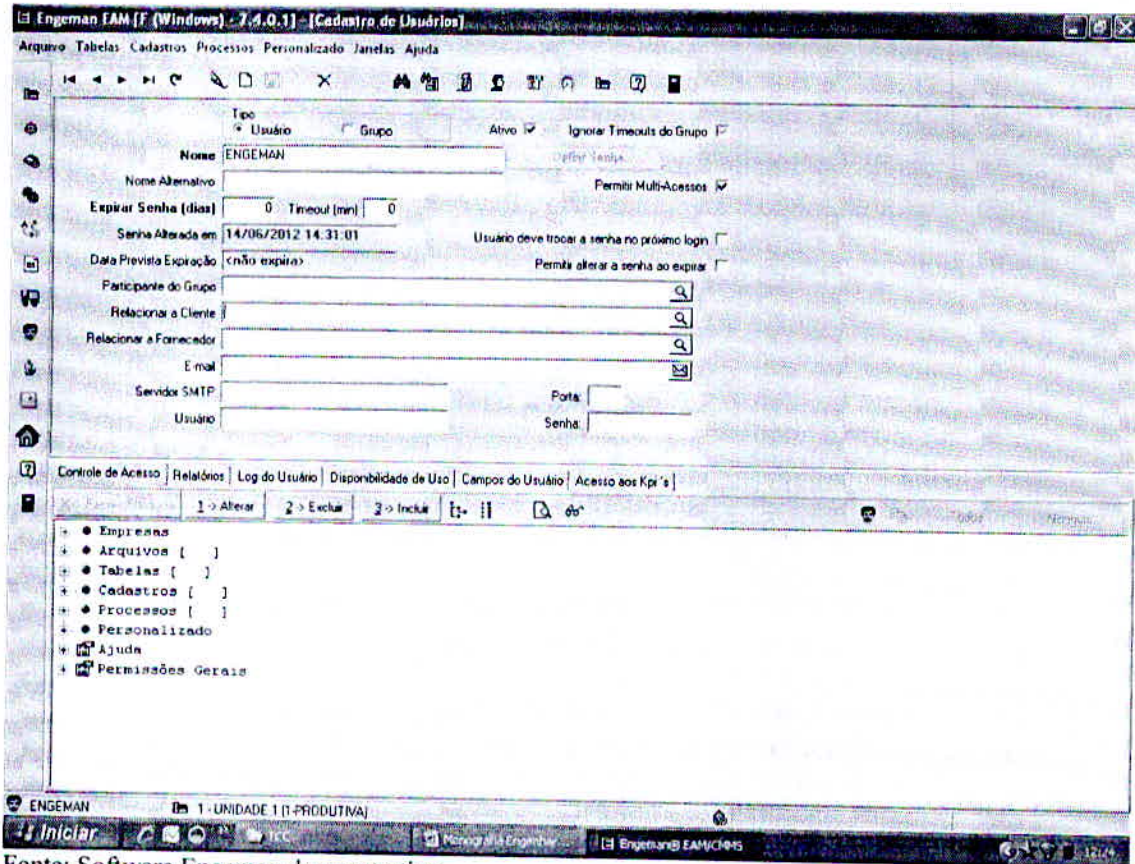 Engeman EAM [F (Windows) - 7.4.0.1] - [Cadastro de Usuários]
Arquivo Tabelas Cadastros Processos Personalizado Janelas Ajuda
Tipo
Usuário Grupo Ativo Ignorar Timeouts do Grupo
Nome ENGEMAN Definir Senha
Nome Alternativo Permitir Multi-Acessos
Expirar Senha (dias) 0 Timeout (min) 0
Senha Alterada em 14/06/2012 14:31:01 Usuário deve trocar a senha no próximo login
Data Prevista Expiração <não expira> Permitir alterar a senha ao expirar
Participante do Grupo
Relacionar a Cliente
Relacionar a Fornecedor
E-mail
Servidor SMTP Porta:
Usuário Senha:
Controle de Acesso Relatórios Log do Usuário Disponibilidade de Uso Campos do Usuário Acesso aos Kpi´s
1 -> Alterar 2 -> Excluir 3 -> Incluir
Empresas
Arquivos [ ]
Tabelas [ ]
Cadastros [ ]
Processos [ ]
Personalizado
Ajuda
Permissões Gerais
ENGEMAN 1 - UNIDADE 1 [1-PRODUTIVA]
Iniciar TCC Monografia Engeman® EAM/CMMS
Fonte: Software Engeman